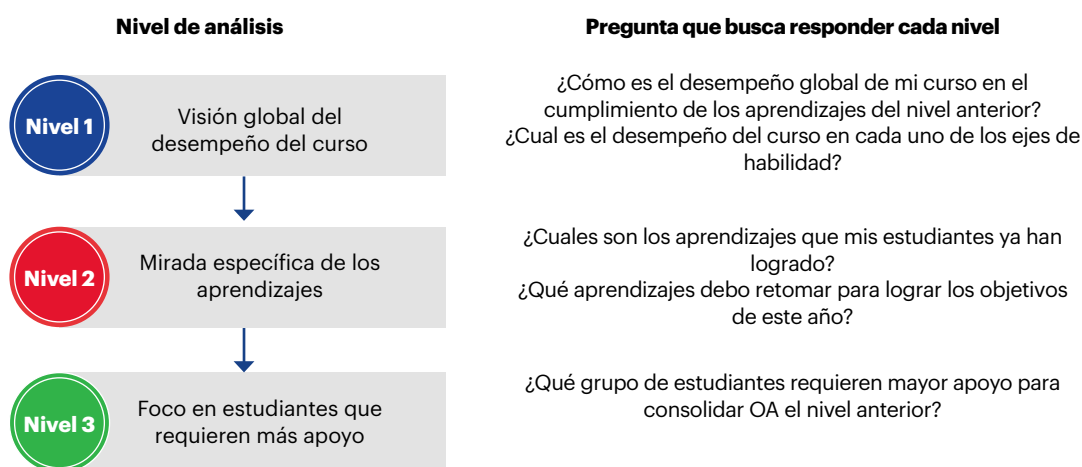 Nivel de análisis
Pregunta que busca responder cada nivel
Nivel 1
Visión global del
desempeño del curso
¿Cómo es el desempeño global de mi curso en el
cumplimiento de los aprendizajes del nivel anterior?
¿Cual es el desempeño del curso en cada uno de los ejes de
habilidad?
Nivel 2
Mirada específica de los
aprendizajes
¿Cuales son los aprendizajes que mis estudiantes ya han
logrado?
¿Qué aprendizajes debo retomar para lograr los objetivos
de este año?
Nivel 3
Foco en estudiantes que
requieren más apoyo
¿Qué grupo de estudiantes requieren mayor apoyo para
consolidar OA el nivel anterior?